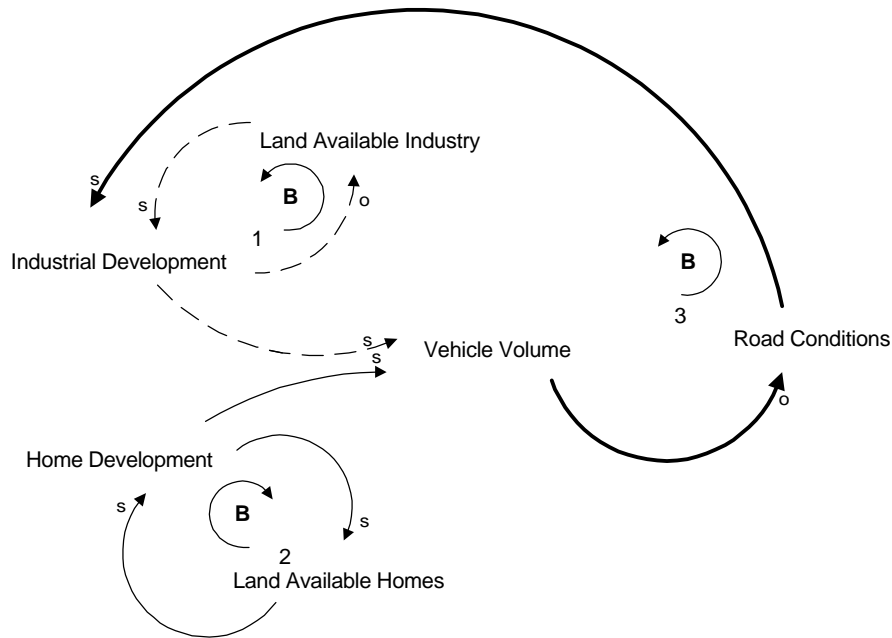 s
Land Available Industry
s
B
o
1
Industrial Development
B
3
s
s
Vehicle Volume
Road Conditions
o
Home Development
s
B
s
2
Land Available Homes